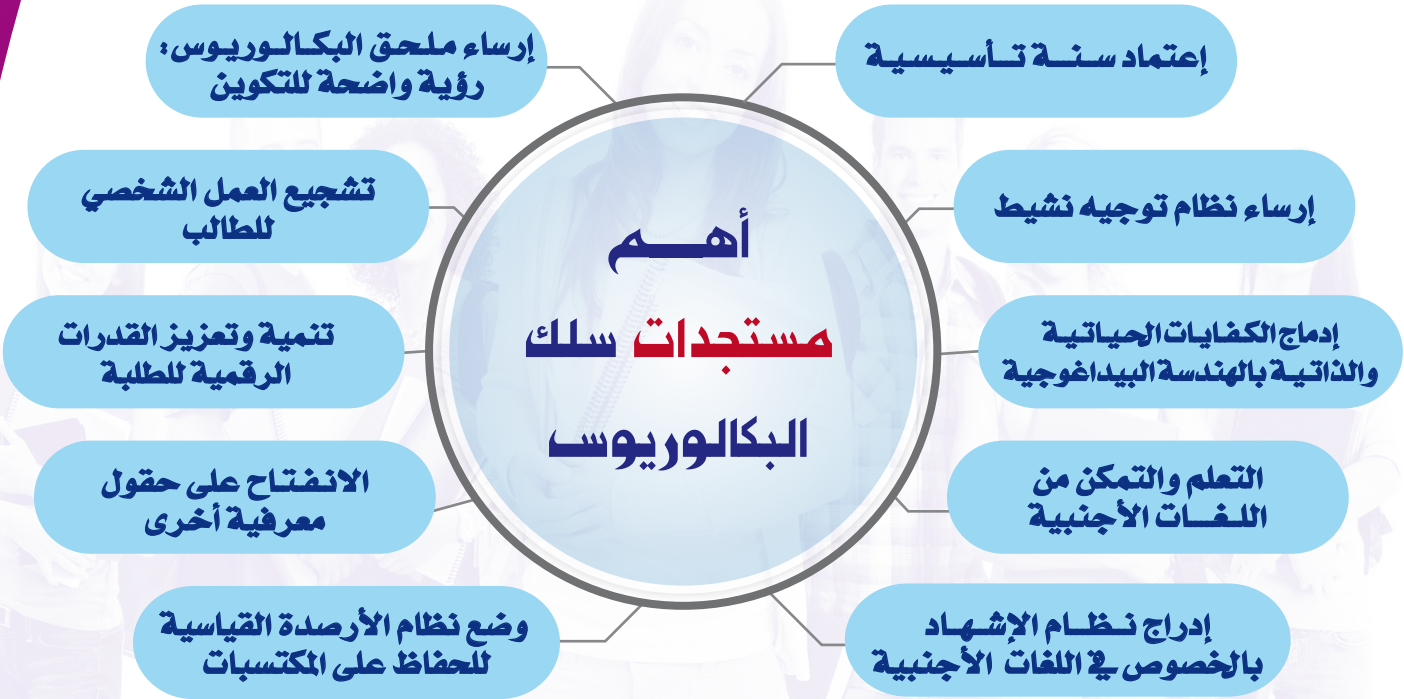 أهم
مستجدات سلك
البكالوريوس
إعتماد سنة تأسيسية
إرساء نظام توجيه نشيط
إدماج الكفايات الحياتية
والذاتية بالهندسة البيداغوجية
التعلم والتمكن من
اللغات الأجنبية
إدراج نظام الإشهاد
بالخصوص في اللغات الأجنبية
إرساء ملحق البكالوريوس:
رؤية واضحة للتكوين
تشجيع العمل الشخصي
للطالب
تنمية وتعزيز القدرات
الرقمية للطلبة
الانفتاح على حقول
معرفية أخرى
وضع نظام الأرصدة القياسية
للحفاظ على المكتسبات